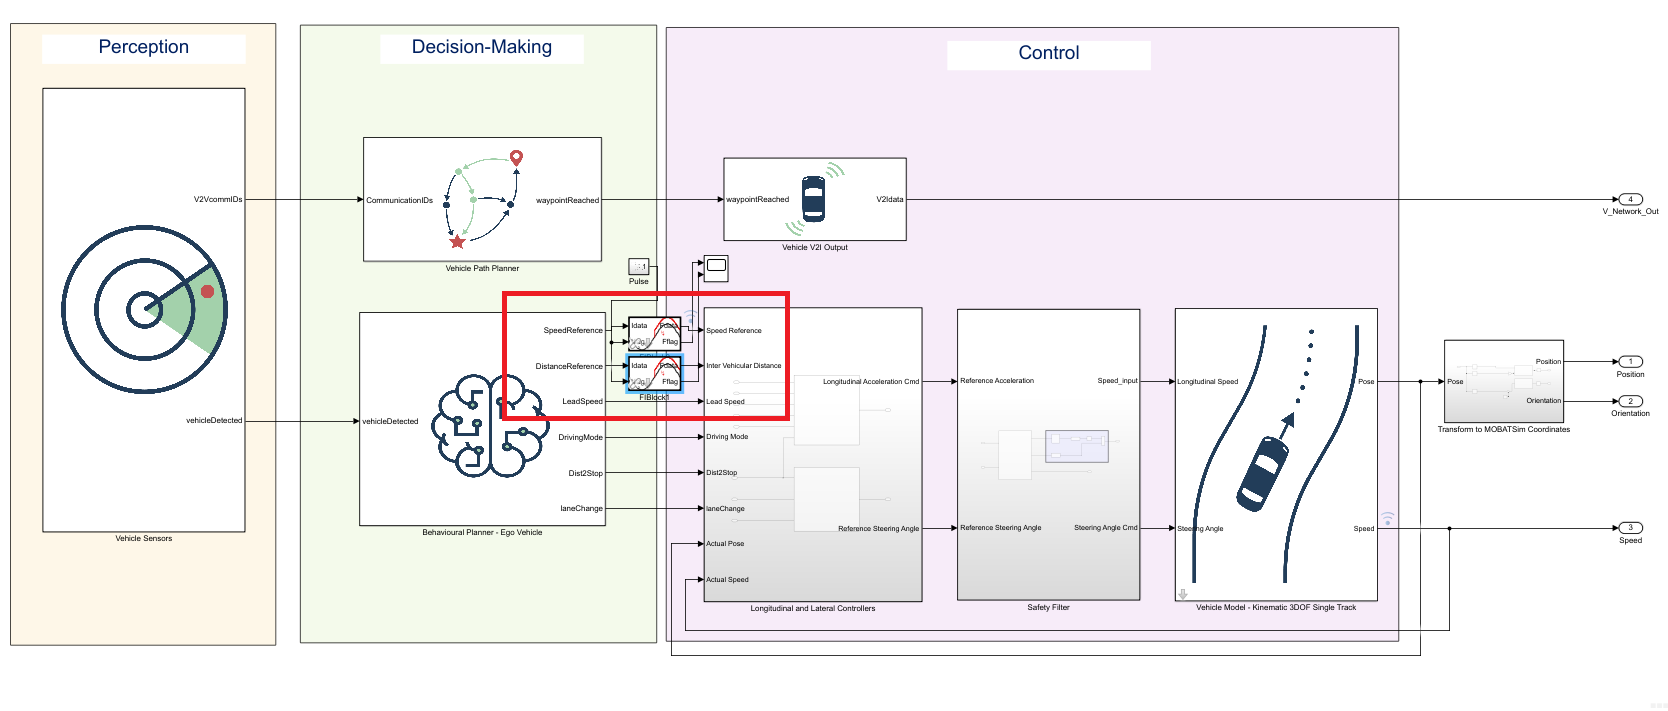 Perception
Decision-Making
Control
V2VcommIDs
vehicleDetected
Vehicle Sensors
CommunicationIDs
waypointReached
Vehicle Path Planner
waypointReached
V2Idata
Vehicle V2I Output
4
V_Network_Out
Pulse
SpeedReference
DistanceReference
LeadSpeed
DrivingMode
Dist2Stop
laneChange
vehicleDetected
Behavioural Planner - Ego Vehicle
Idata
Fdata
Fflag
Idata
Fdata
Fflag
FIBlock1
Speed Reference
Inter Vehicular Distance
Lead Speed
Driving Mode
Dist2Stop
laneChange
Actual Pose
Actual Speed
Longitudinal Acceleration Cmd
Reference Steering Angle
Longitudinal and Lateral Controllers
Reference Acceleration
Reference Steering Angle
Speed_input
Steering Angle Cmd
Safety Filter
Longitudinal Speed
Steering Angle
Pose
Speed
Vehicle Model - Kinematic 3DOF Single Track
Pose
Position
Orientation
Transform to MOBATSim Coordinates
1
Position
2
Orientation
3
Speed